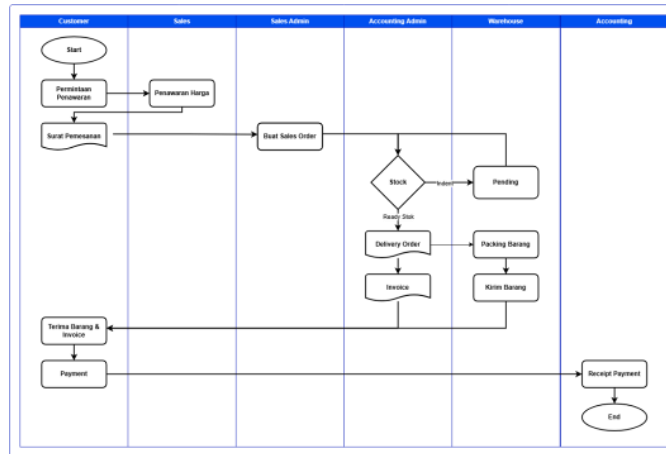 Customer
Sales
Sales Admin
Accounting Admin
Warehouse
Accounting
Start
Permintaan
Penawaran
Penawaran Harga
Surat Pemesanan
Buat Sales Order
Stock
Indent
Pending
Ready Stok
Delivery Order
Packing Barang
Invoice
Kirim Barang
Terima Barang &
Invoice
Payment
Receipt Payment
End